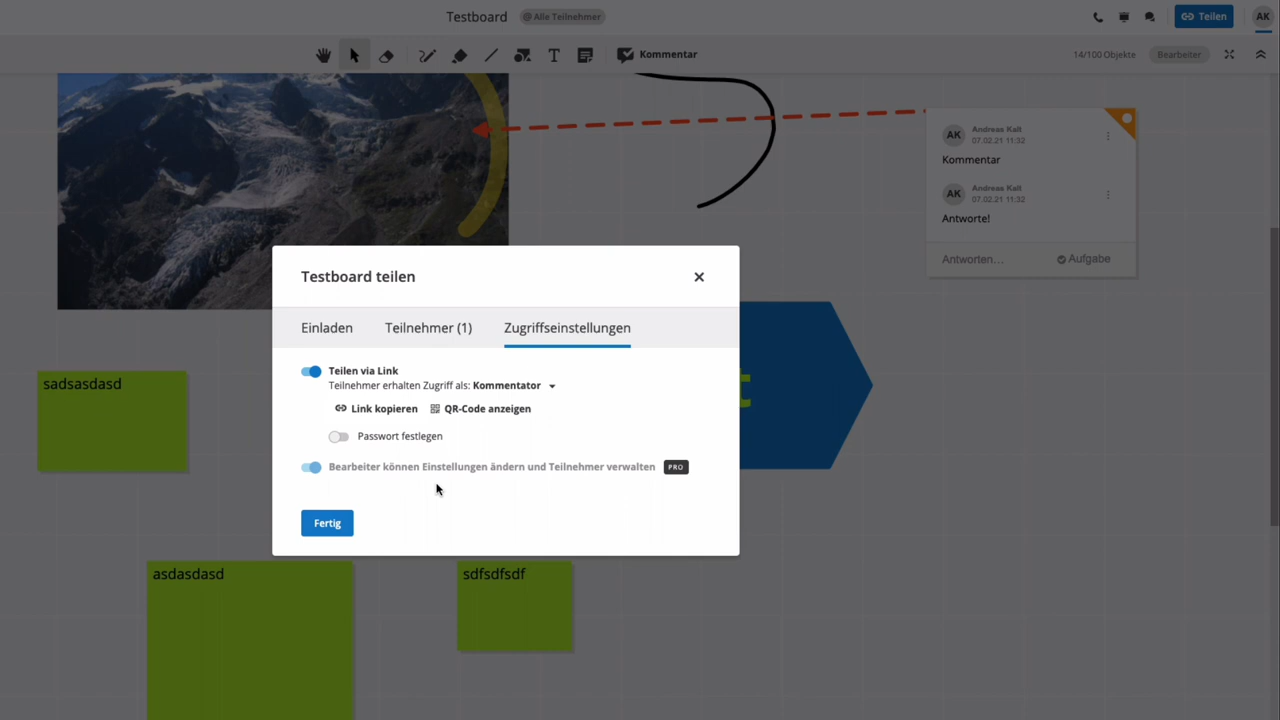 Testboard @ Alle Teilnehmer
Teilen
AK
Kommentar
14/100 Objekte
Bearbeiter
AK
Andreas Kalt
07.02.21 11:32
Kommentar
AK
Andreas Kalt
07.02.21 11:32
Antworte!
Antworten…
Aufgabe
Testboard teilen
Einladen
Teilnehmer (1)
Zugriffseinstellungen
Teilen via Link
Teilnehmer erhalten Zugriff als: Kommentator
Link kopieren
QR-Code anzeigen
Passwort festlegen
Bearbeiter können Einstellungen ändern und Teilnehmer verwalten PRO
Fertig
sadsasdasd
asdasdasd
sdfsdfsdf